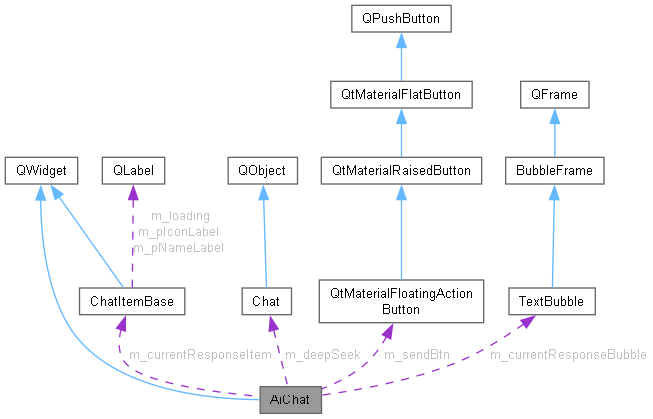 QPushButton
QtMaterialFlatButton
QFrame
QWidget
QLabel
QObject
QtMaterialRaisedButton
BubbleFrame
m_loading
m_pIconLabel
m_pNameLabel
ChatItemBase
Chat
QtMaterialFloatingAction
Button
TextBubble
m_currentResponseItem
m_deepSeek
m_sendBtn
m_currentResponseBubble
AiChat